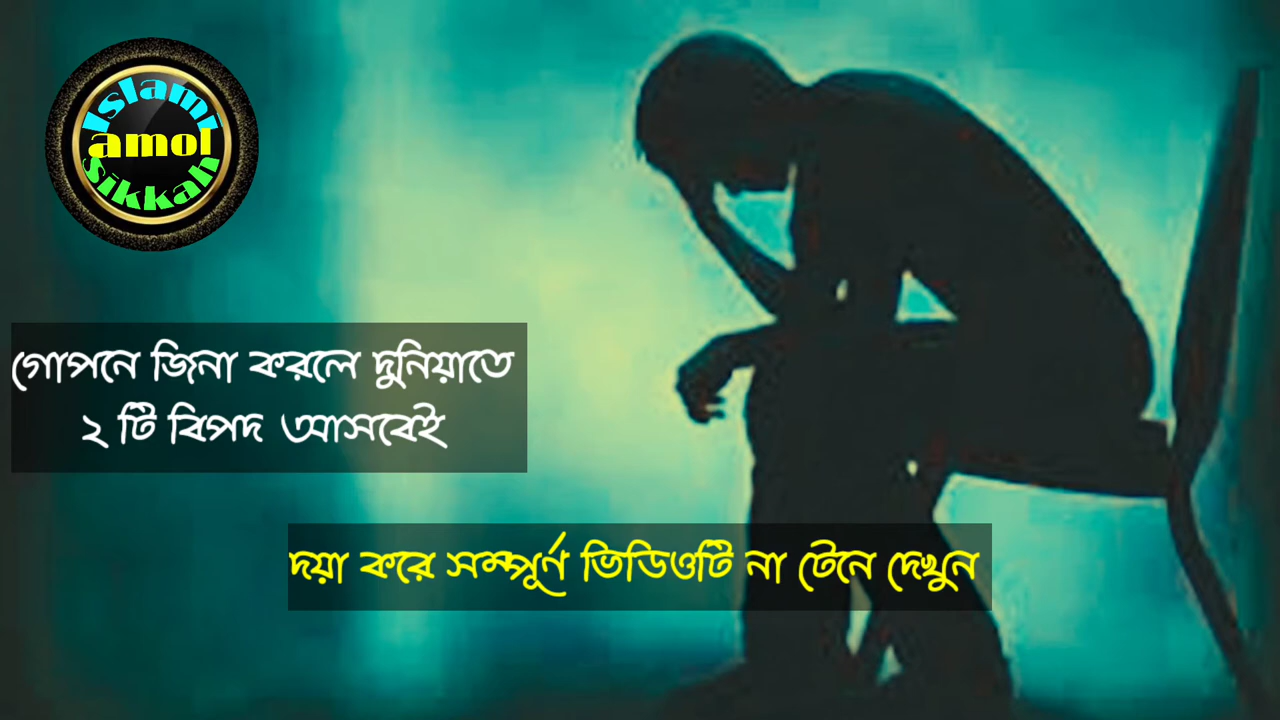 Islami
amol
sikkah
গোপনে জিনা করলে দুনিয়াতে
২ টি বিপদ আসবেই
দয়া করে সম্পূর্ণ ভিডিওটি না টেনে দেখুন